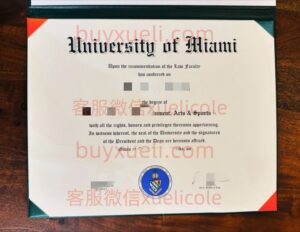 buyxueli.com
University of Miami
Upon the recommendation of the Law Faculty
has conferred on
客服微信xuelicole
the degree of
Arts & Sports
with all the rights, honors and privileges thereunto appertaining.
In witness whereof, the seal of the University and the signatures
of the President and the Dean are hereunto affixed.
buyxueli.com
客服微信xuelicole